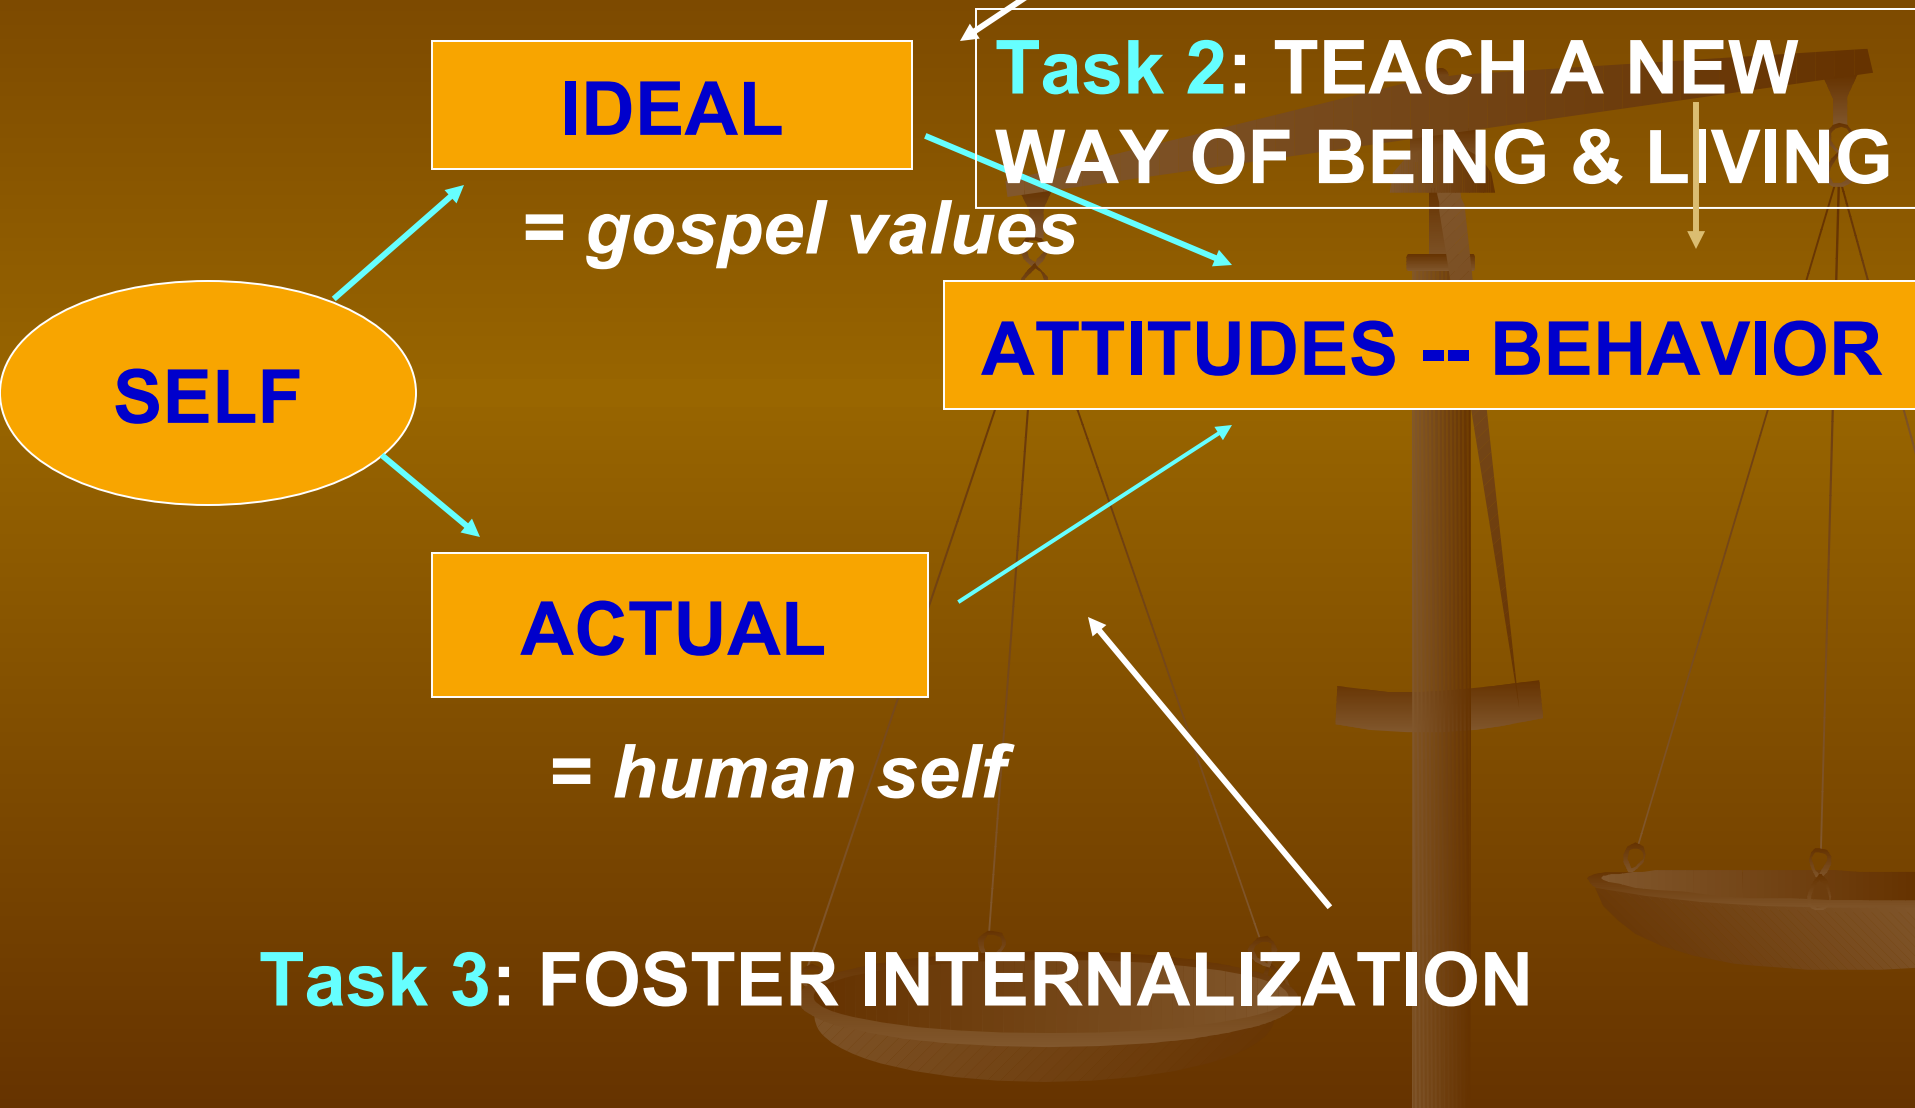 IDEAL
Task 2: TEACH A NEW
WAY OF BEING & LIVING
= gospel values
SELF
ATTITUDES -- BEHAVIOR
ACTUAL
= human self
Task 3: FOSTER INTERNALIZATION